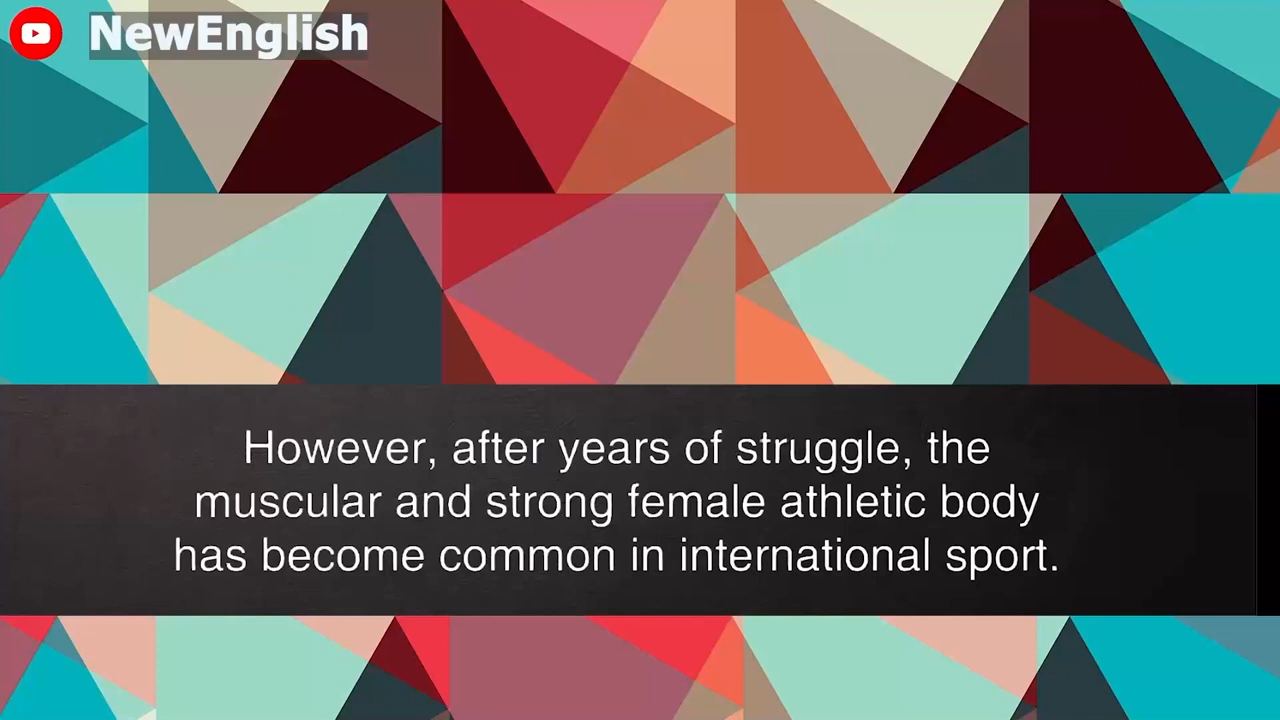 NewEnglish
However, after years of struggle, the
muscular and strong female athletic body
has become common in international sport.